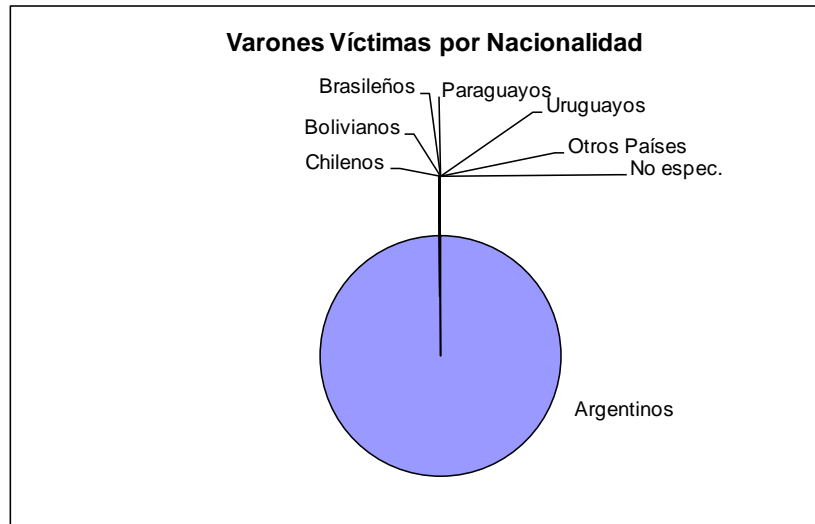 Varones Víctimas por Nacionalidad
Brasileños
Paraguayos
Uruguayos
Bolivianos
Otros Países
Chilenos
No espec.
Argentinos